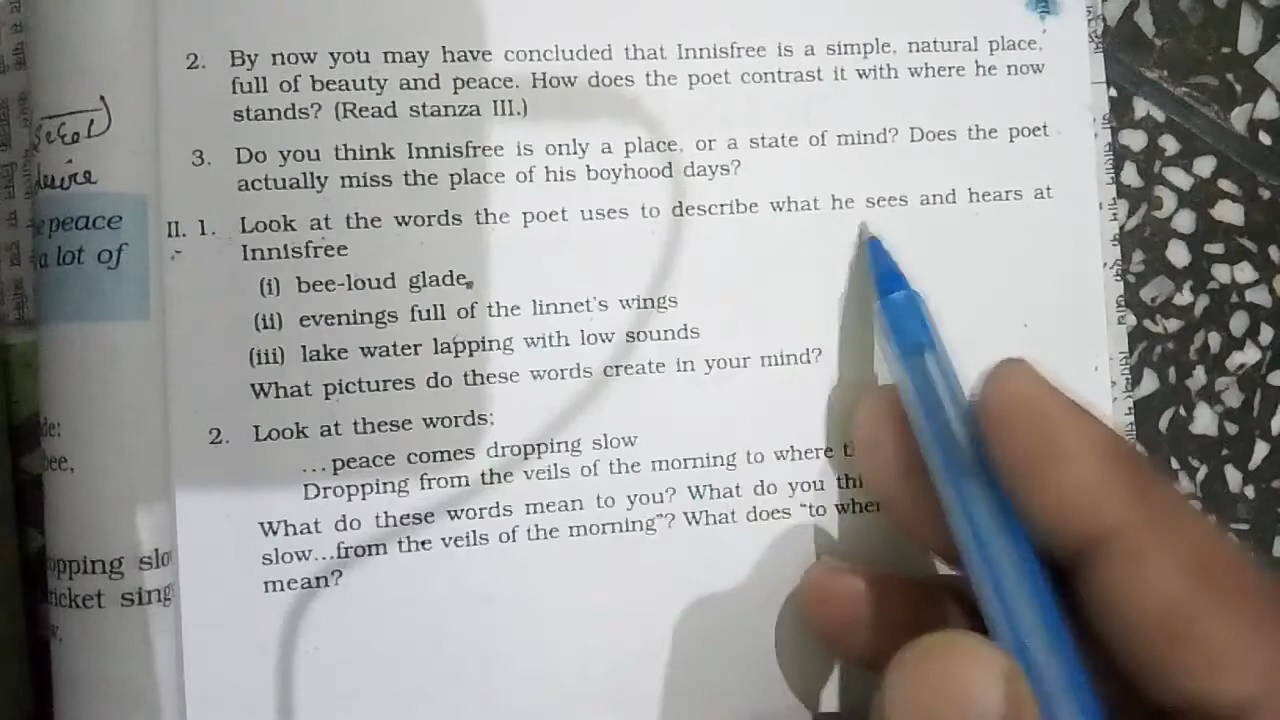 2. By now you may have concluded that Innisfree is a simple, natural place,
full of beauty and peace. How does the poet contrast it with where he now
stands? (Read stanza III.)
3. Do you think Innisfree is only a place, or a state of mind? Does the poet
actually miss the place of his boyhood days?
II. 1. Look at the words the poet uses to describe what he sees and hears at
Innisfree
(i) bee-loud glade
(ii) evenings full of the linnet's wings
(iii) lake water lapping with low sounds
What pictures do these words create in your mind?
2. Look at these words:
...peace comes dropping slow
Dropping from the veils of the morning to where
What do these words mean to you? What do you
slow...from the veils of the morning"? What does "to
mean?
desire
peace
a lot of
slo
sing